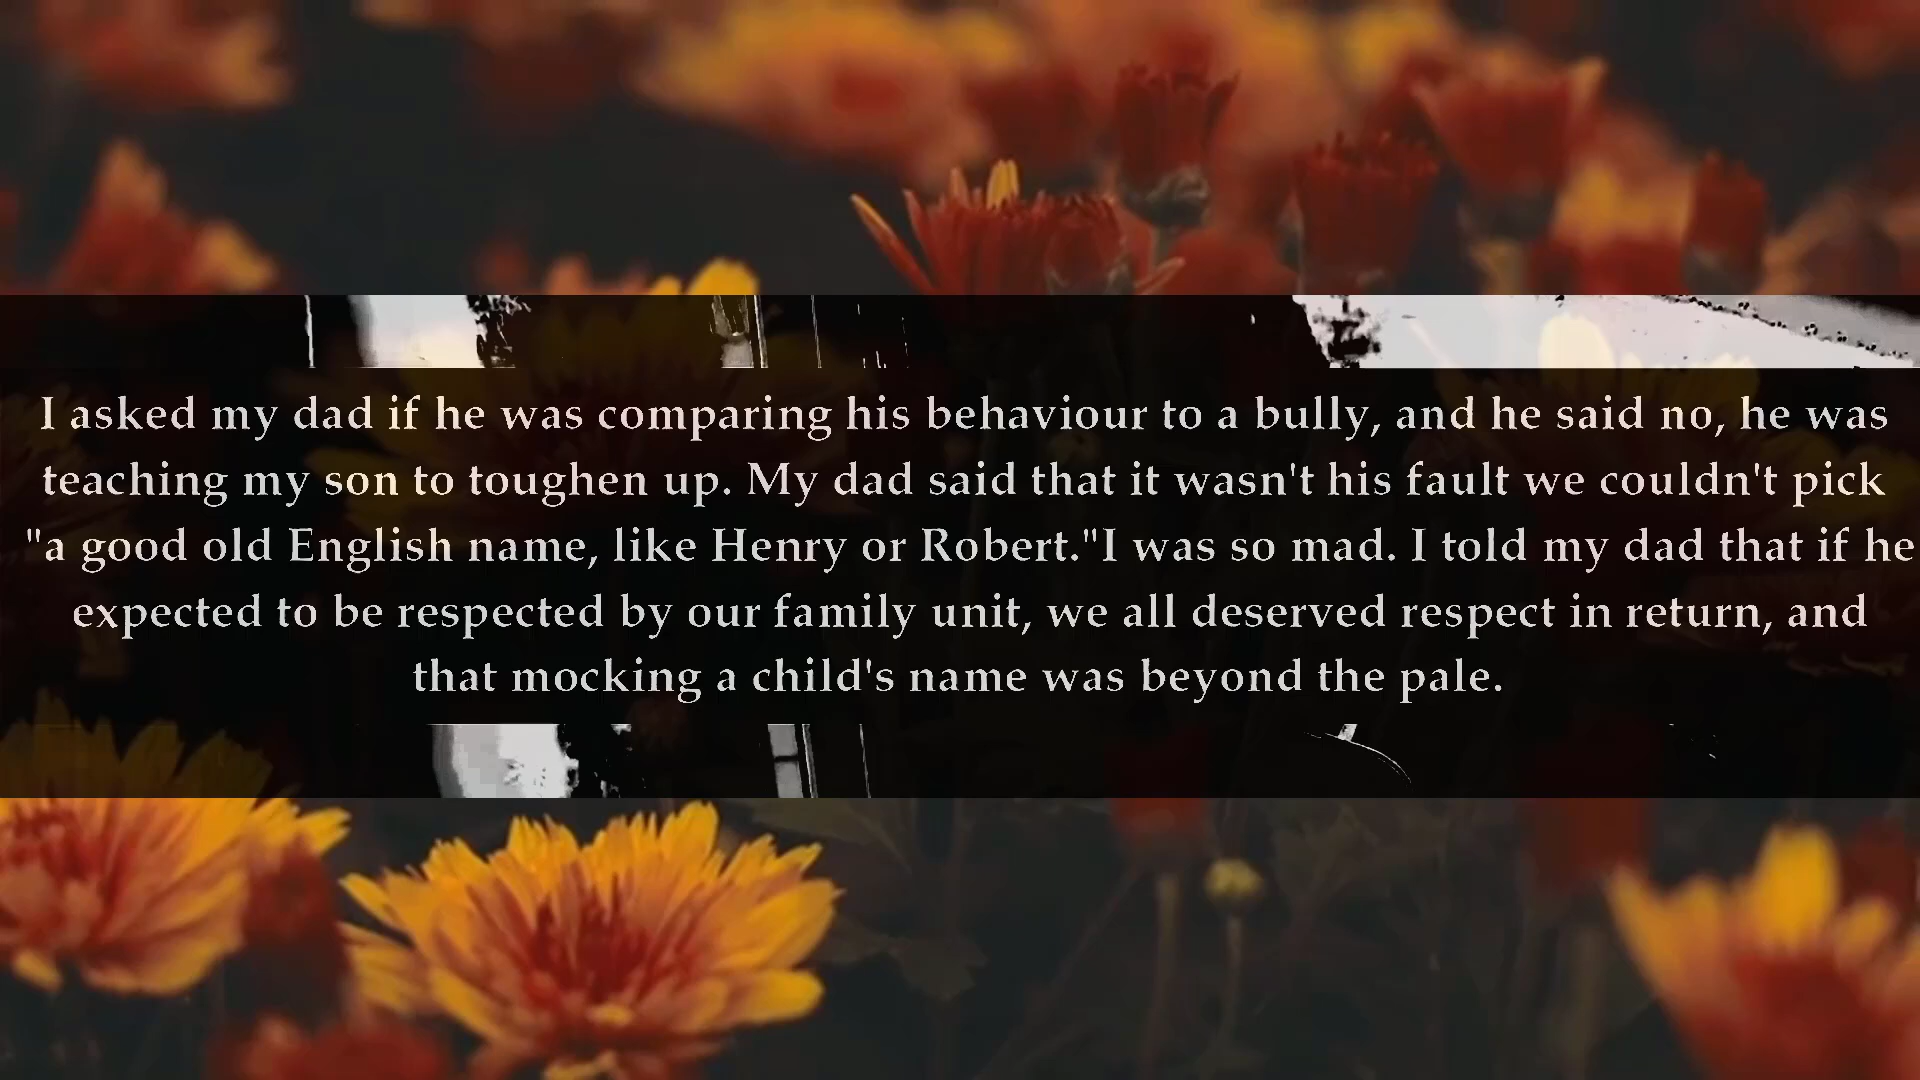 I asked my dad if he was comparing his behaviour to a bully, and he said no, he was
teaching my son to toughen up. My dad said that it wasn't his fault we couldn't pick
"a good old English name, like Henry or Robert."I was so mad. I told my dad that if he
expected to be respected by our family unit, we all deserved respect in return, and
that mocking a child's name was beyond the pale.